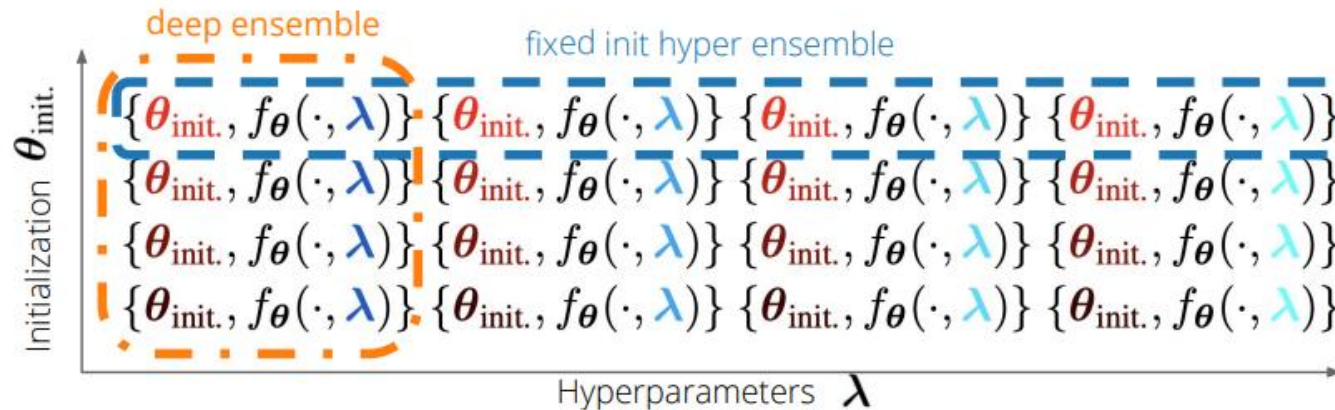 deep ensemble
fixed init hyper ensemble
{θinit., fθ(·, λ)} {θinit., fθ(·, λ)} {θinit., fθ(·, λ)} {θinit., fθ(·, λ)}
{θinit., fθ(·, λ)} {θinit., fθ(·, λ)} {θinit., fθ(·, λ)} {θinit., fθ(·, λ)}
{θinit., fθ(·, λ)} {θinit., fθ(·, λ)} {θinit., fθ(·, λ)} {θinit., fθ(·, λ)}
{θinit., fθ(·, λ)} {θinit., fθ(·, λ)} {θinit., fθ(·, λ)} {θinit., fθ(·, λ)}
Initialization θinit.
Hyperparameters λ